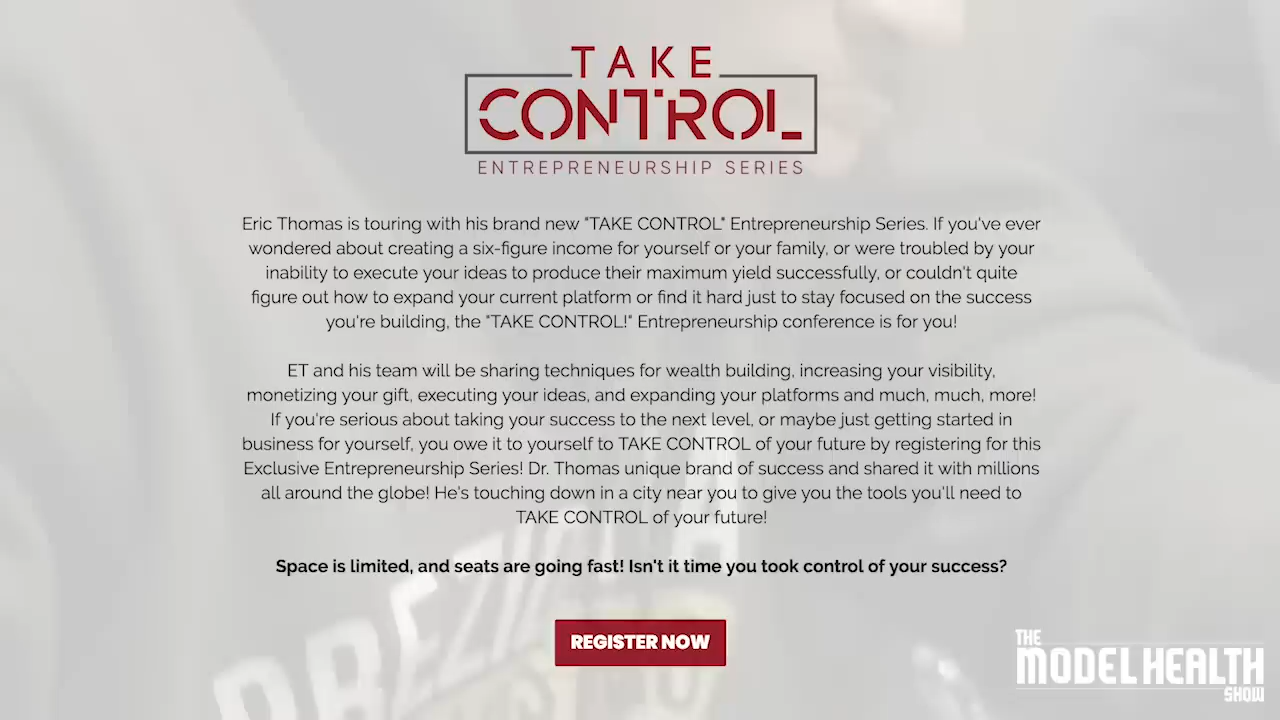 TAKE
CONTROL
ENTREPRENEURSHIP SERIES
Eric Thomas is touring with his brand new "TAKE CONTROL" Entrepreneurship Series. If you've ever
wondered about creating a six-figure income for yourself or your family, or were troubled by your
inability to execute your ideas to produce their maximum yield successfully, or couldn't quite
figure out how to expand your current platform or find it hard just to stay focused on the success
you're building, the "TAKE CONTROL!" Entrepreneurship conference is for you!
ET and his team will be sharing techniques for wealth building, increasing your visibility,
monetizing your gift, executing your ideas, and expanding your platforms and much, much, more!
If you're serious about taking your success to the next level, or maybe just getting started in
business for yourself, you owe it to yourself to TAKE CONTROL of your future by registering for this
Exclusive Entrepreneurship Series! Dr. Thomas unique brand of success and shared it with millions
all around the globe! He's touching down in a city near you to give you the tools you'll need to
TAKE CONTROL of your future!
Space is limited, and seats are going fast! Isn't it time you took control of your success?
REGISTER NOW
THE
MODEL HEALTH
SHOW